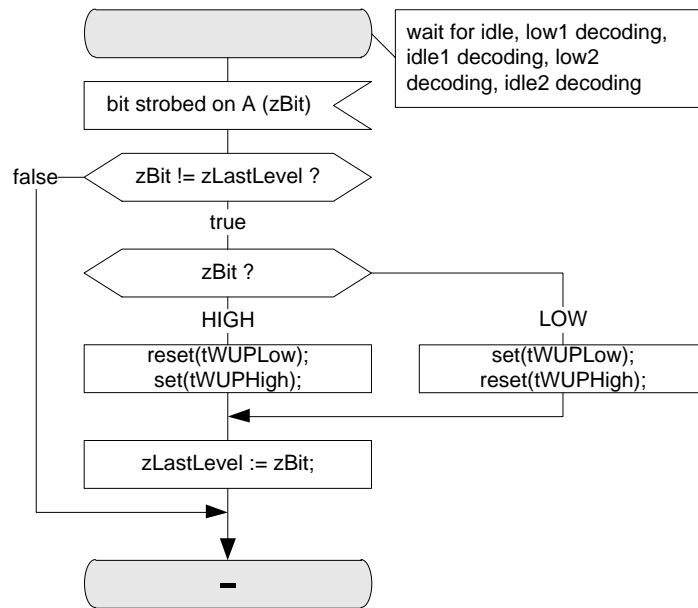 wait for idle, low1 decoding,
idle1 decoding, low2
decoding, idle2 decoding
bit strobed on A (zBit)
false
zBit != zLastLevel ?
true
zBit ?
HIGH
LOW
reset(tWUPLow);
set(tWUPHigh);
set(tWUPLow);
reset(tWUPHigh);
zLastLevel := zBit;
-